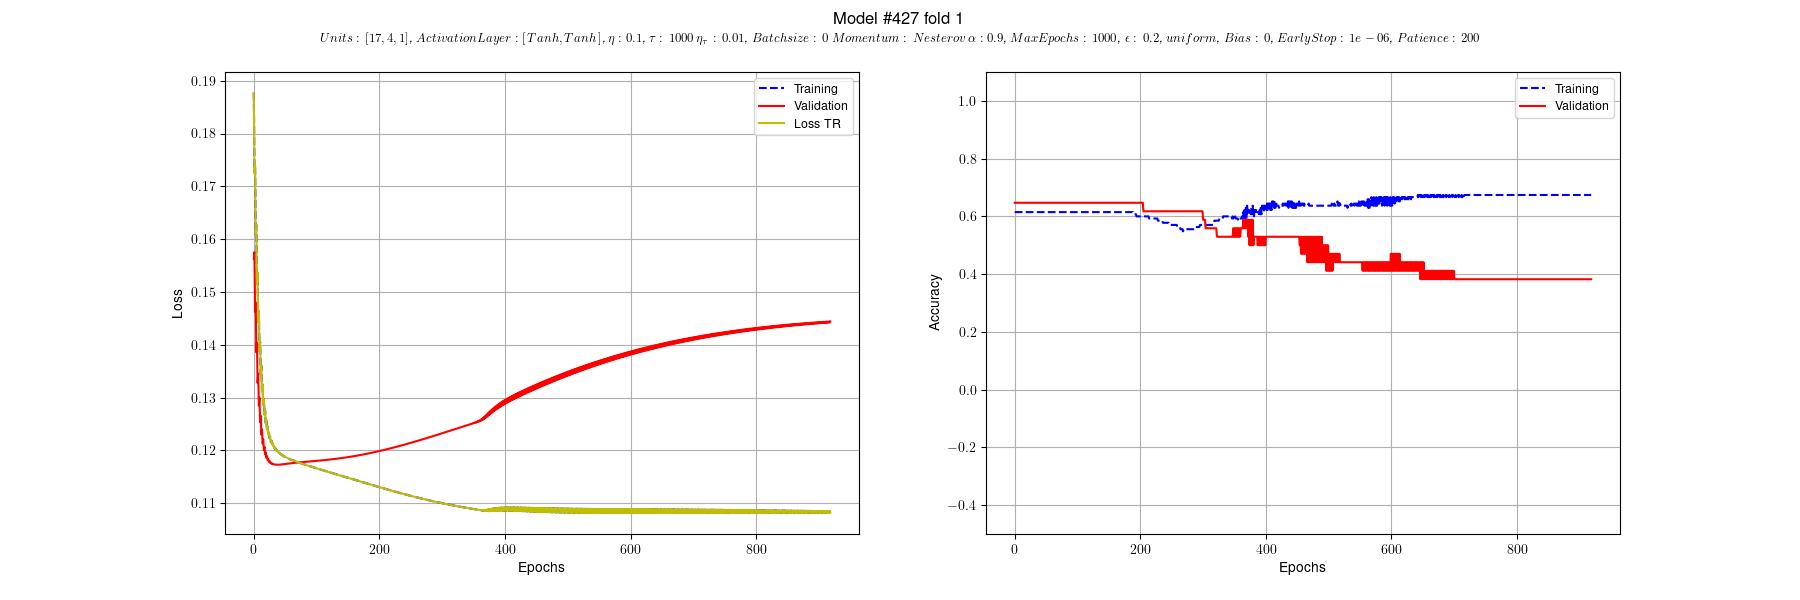 Model #427 fold 1
Units : [17, 4, 1], ActivationLayer : [Tanh, Tanh], η : 0.1, τ : 1000 ητ : 0.01, Batchsize : 0 Momentum : Nesterov α : 0.9, MaxEpochs : 1000, ϵ : 0.2, uniform, Bias : 0, EarlyStop : 1e − 06, Patience : 200
0.19
0.18
0.17
0.16
0.15
0.14
0.13
0.12
0.11
Loss
0 200 400 600 800
Epochs
Training
Validation
Loss TR
1.0
0.8
0.6
0.4
0.2
0.0
−0.2
−0.4
Accuracy
0 200 400 600 800
Epochs
Training
Validation